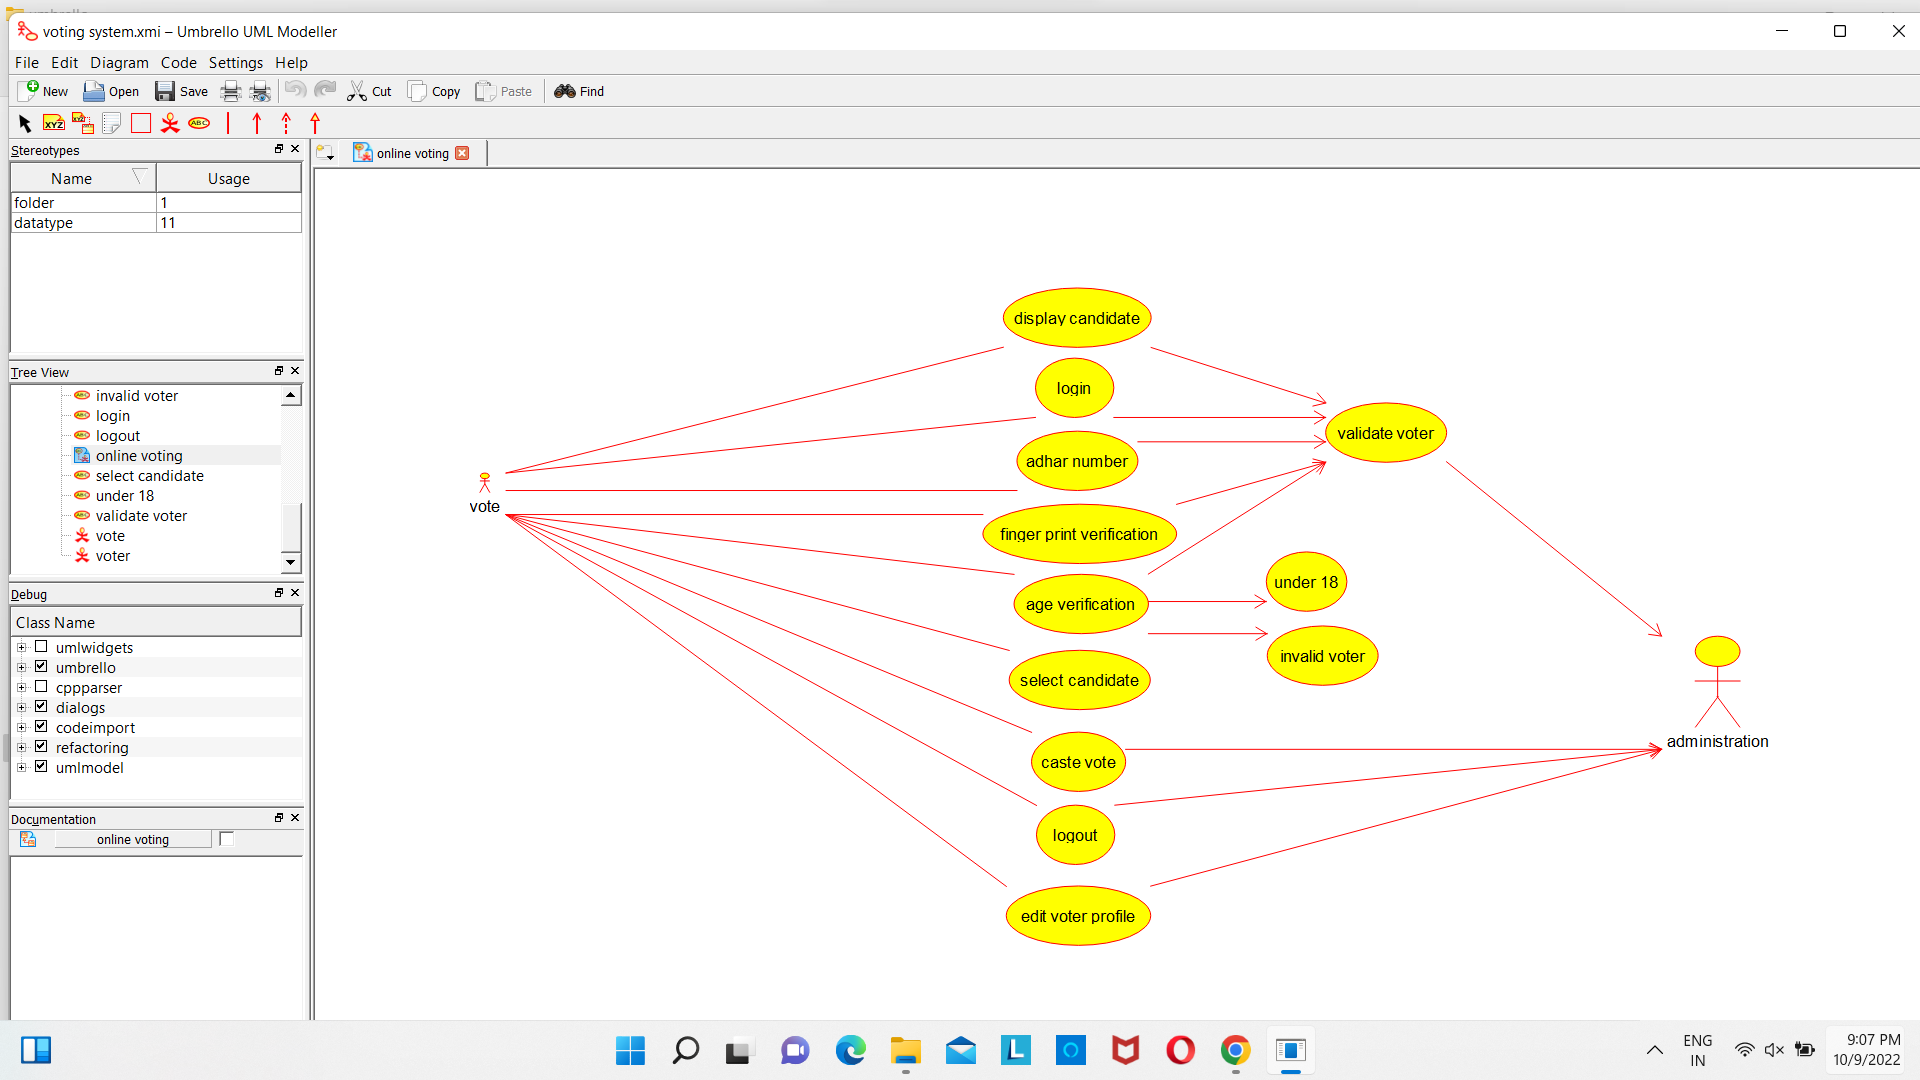 voting system.xmi – Umbrello UML Modeller
File Edit Diagram Code Settings Help
New Open Save Cut Copy Paste Find
XYZ XYZ ABC
Stereotypes
online voting
Name Usage
folder 1
datatype 11
Tree View
invalid voter
login
logout
online voting
select candidate
under 18
validate voter
vote
voter
Debug
Class Name
umlwidgets
umbrello
cppparser
dialogs
codeimport
refactoring
umlmodel
Documentation
online voting
display candidate
login
validate voter
adhar number
vote
finger print verification
under 18
age verification
invalid voter
select candidate
administration
caste vote
logout
edit voter profile
L
ENG
IN
9:07 PM
10/9/2022